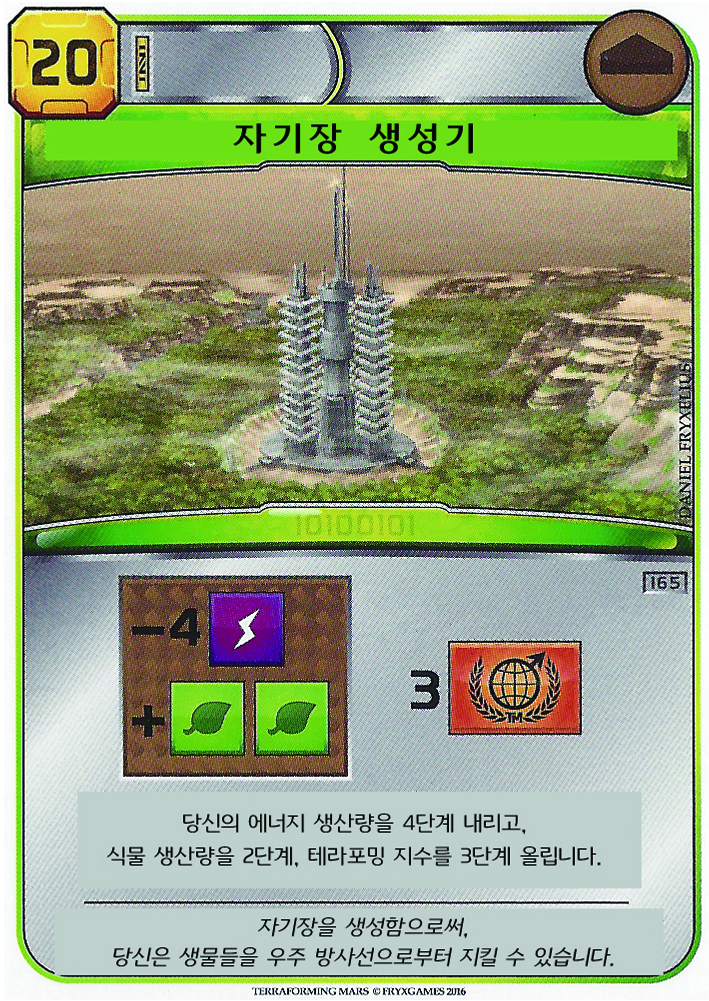 20
INIT
자기장 생성기
DANIEL FRYXELIUS
10100101
165
−4
+
3
TM
당신의 에너지 생산량을 4단계 내리고,
식물 생산량을 2단계, 테라포밍 지수를 3단계 올립니다.
자기장을 생성함으로써,
당신은 생물들을 우주 방사선으로부터 지킬 수 있습니다.
TERRAFORMING MARS © FRYXGAMES 2016